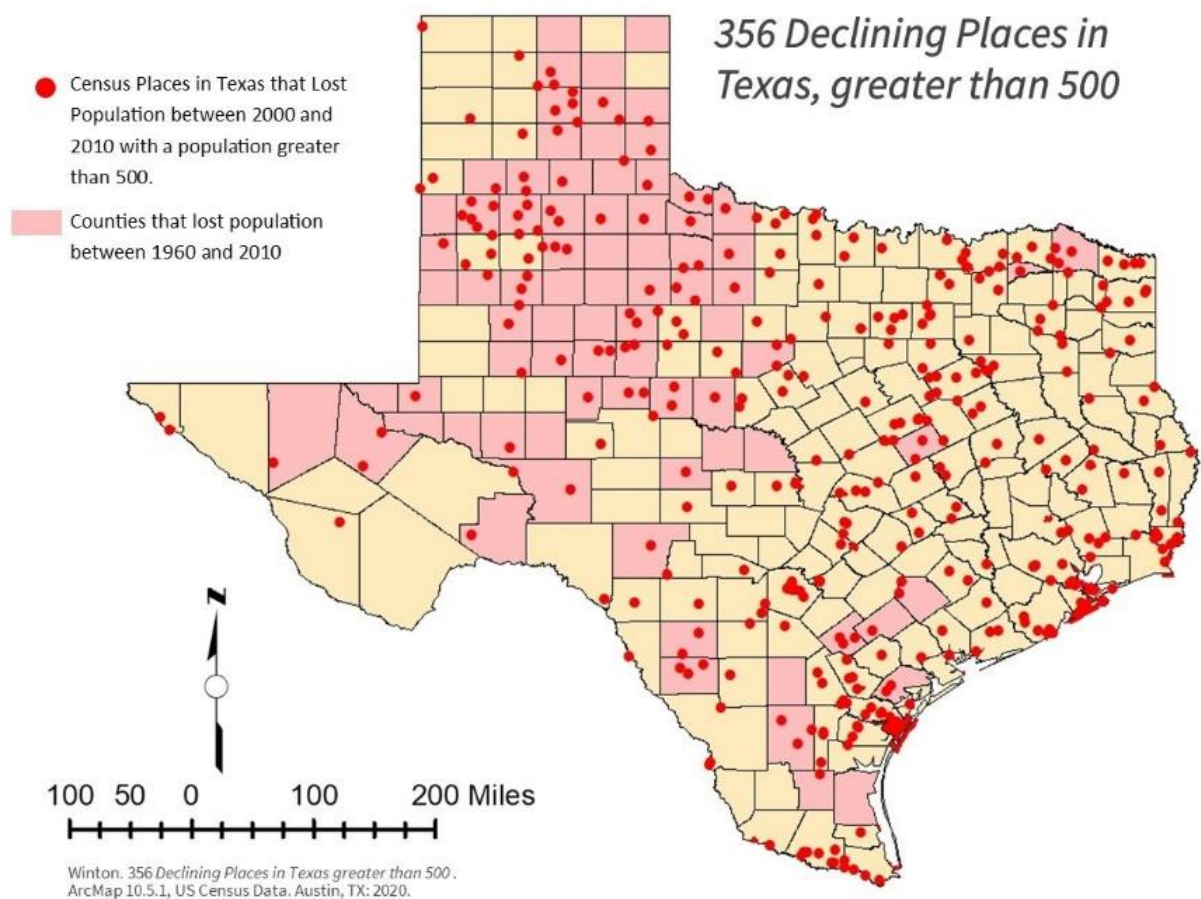 356 Declining Places in
Texas, greater than 500
Census Places in Texas that Lost
Population between 2000 and
2010 with a population greater
than 500.
Counties that lost population
between 1960 and 2010
N
100 50 0 100 200 Miles
Winton. 356 Declining Places in Texas greater than 500 .
ArcMap 10.5.1, US Census Data. Austin, TX: 2020.